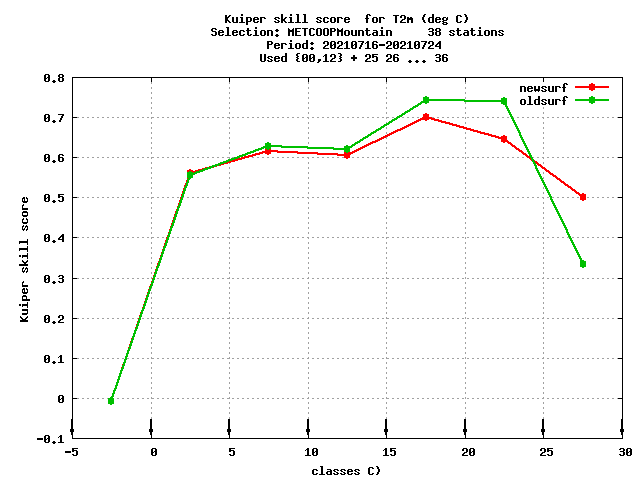 Kuiper skill score  for T2m (deg C)
Selection: METCOOPMountain     38 stations
Period: 20210716-20210724
Used {00,12} + 25 26 ... 36
newsurf
oldsurf
0.8
0.7
0.6
0.5
0.4
0.3
0.2
0.1
0
-0.1
Kuiper skill score
-5 0 5 10 15 20 25 30
classes C)